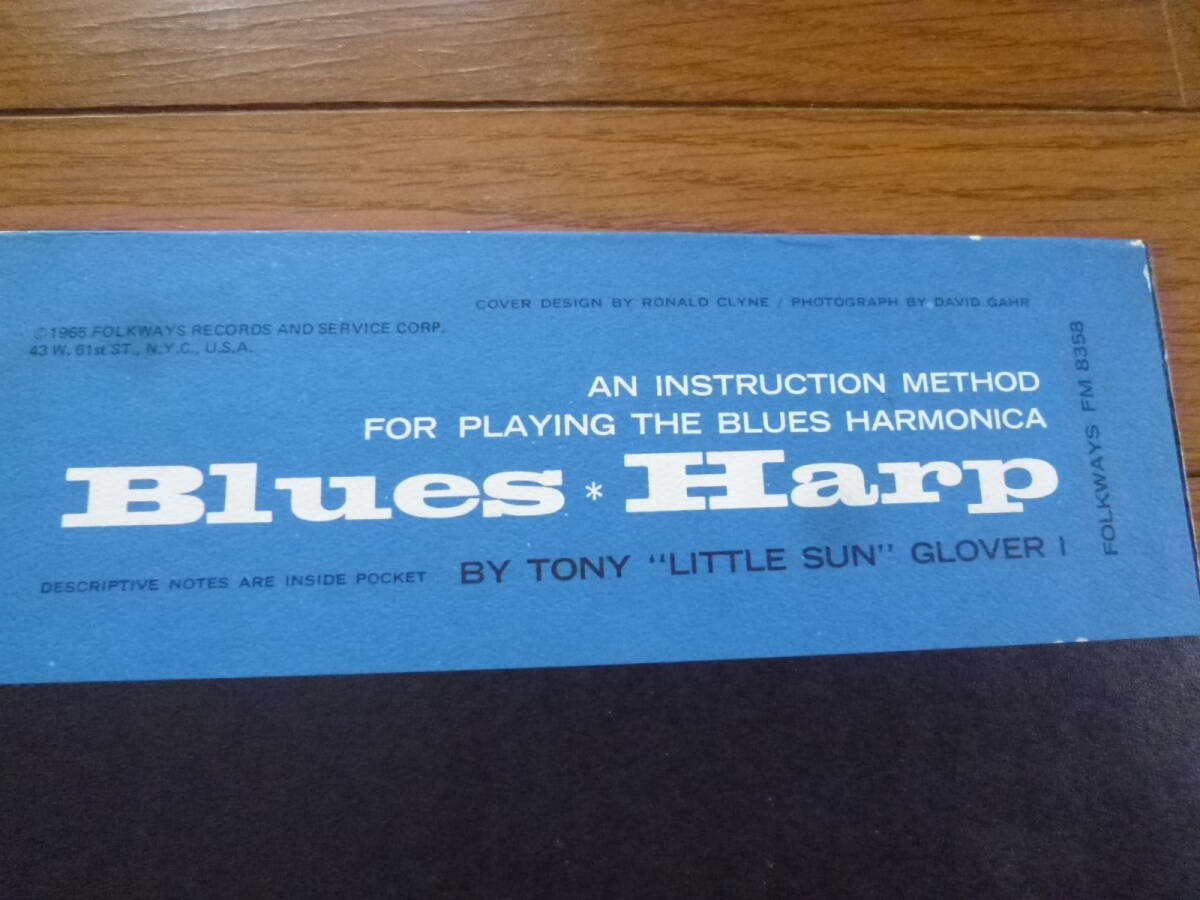 COVER DESIGN BY RONALD CLYNE / PHOTOGRAPH BY DAVID GAHR
©1965 FOLKWAYS RECORDS AND SERVICE CORP.
43 W. 61st ST., N.Y.C., U.S.A.
AN INSTRUCTION METHOD
FOR PLAYING THE BLUES HARMONICA
Blues * Harp
DESCRIPTIVE NOTES ARE INSIDE POCKET
BY TONY "LITTLE SUN" GLOVER I
FOLKWAYS FM 8358